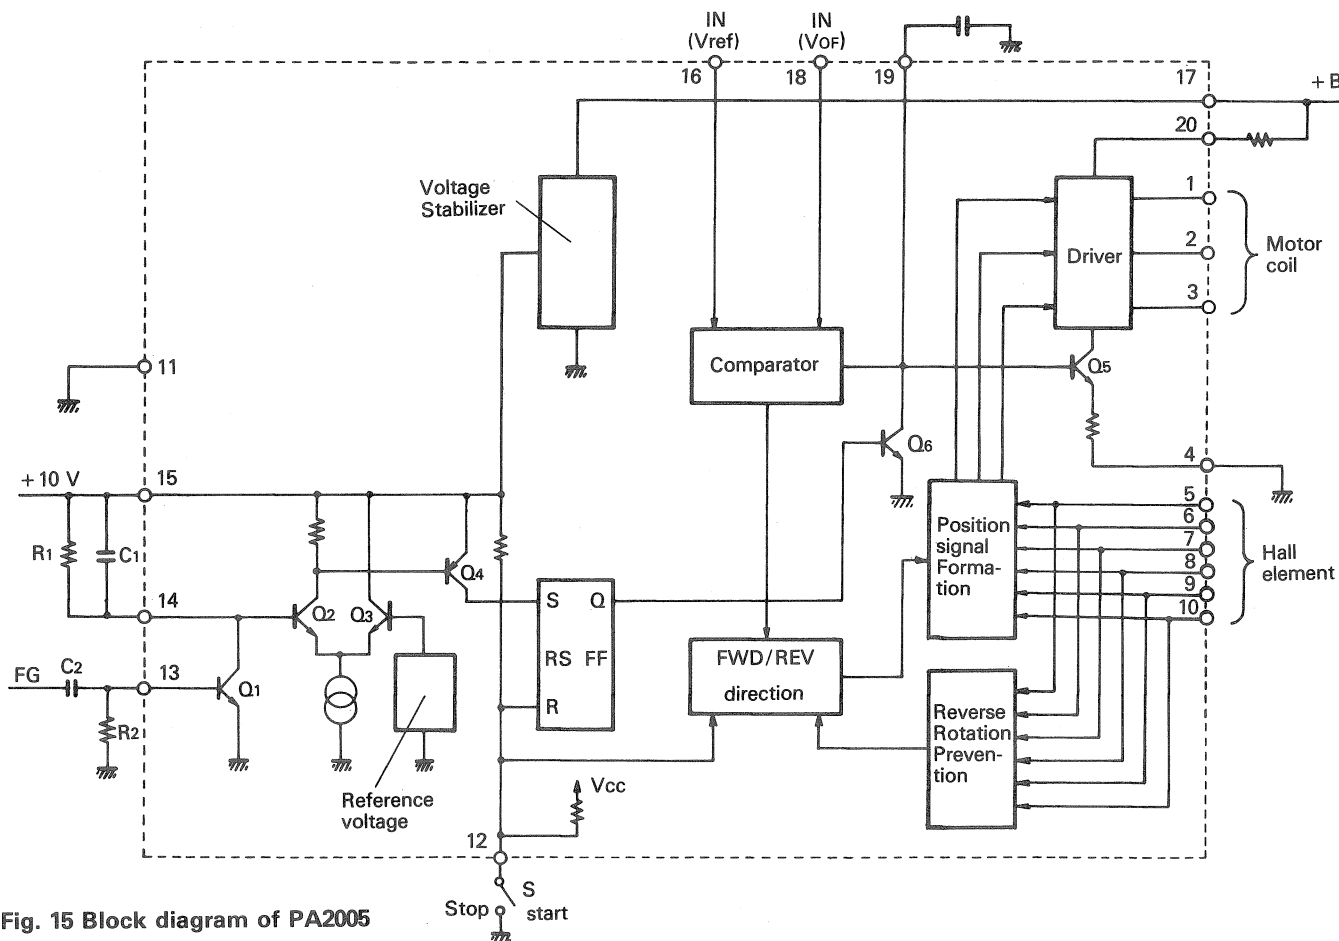 IN
(Vref)
IN
(VOF)
16
18
19
17
+ B
20
Voltage
Stabilizer
1
2
3
Driver
Motor
coil
11
Comparator
Q5
Q6
4
+10 V
15
R1
C1
Q4
5
6
7
8
9
10
Hall
element
Position
signal
Forma-
tion
14
Q2
Q3
S
Q
RS FF
R
FWD/REV
direction
FG
C2
13
Q1
R2
Reverse
Rotation
Preven-
tion
Reference
voltage
Vcc
12
S
Stop
start
Fig. 15 Block diagram of PA2005